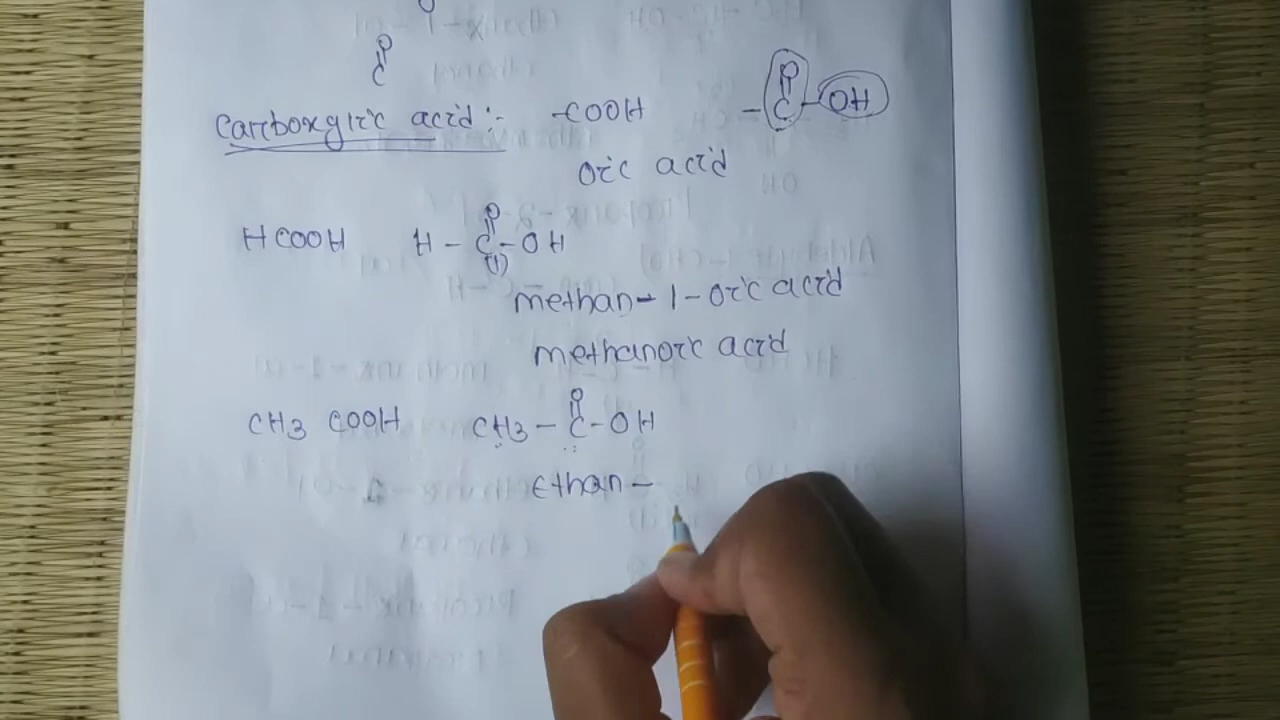 O
||
C
Carboxylic acid :- -COOH - C - OH
O
||
oic acid
HCOOH H - C - OH
O
||
(1)
methan - 1 - oic acid
methanoic acid
CH3 COOH CH3 - C - OH
O
||
ethan -